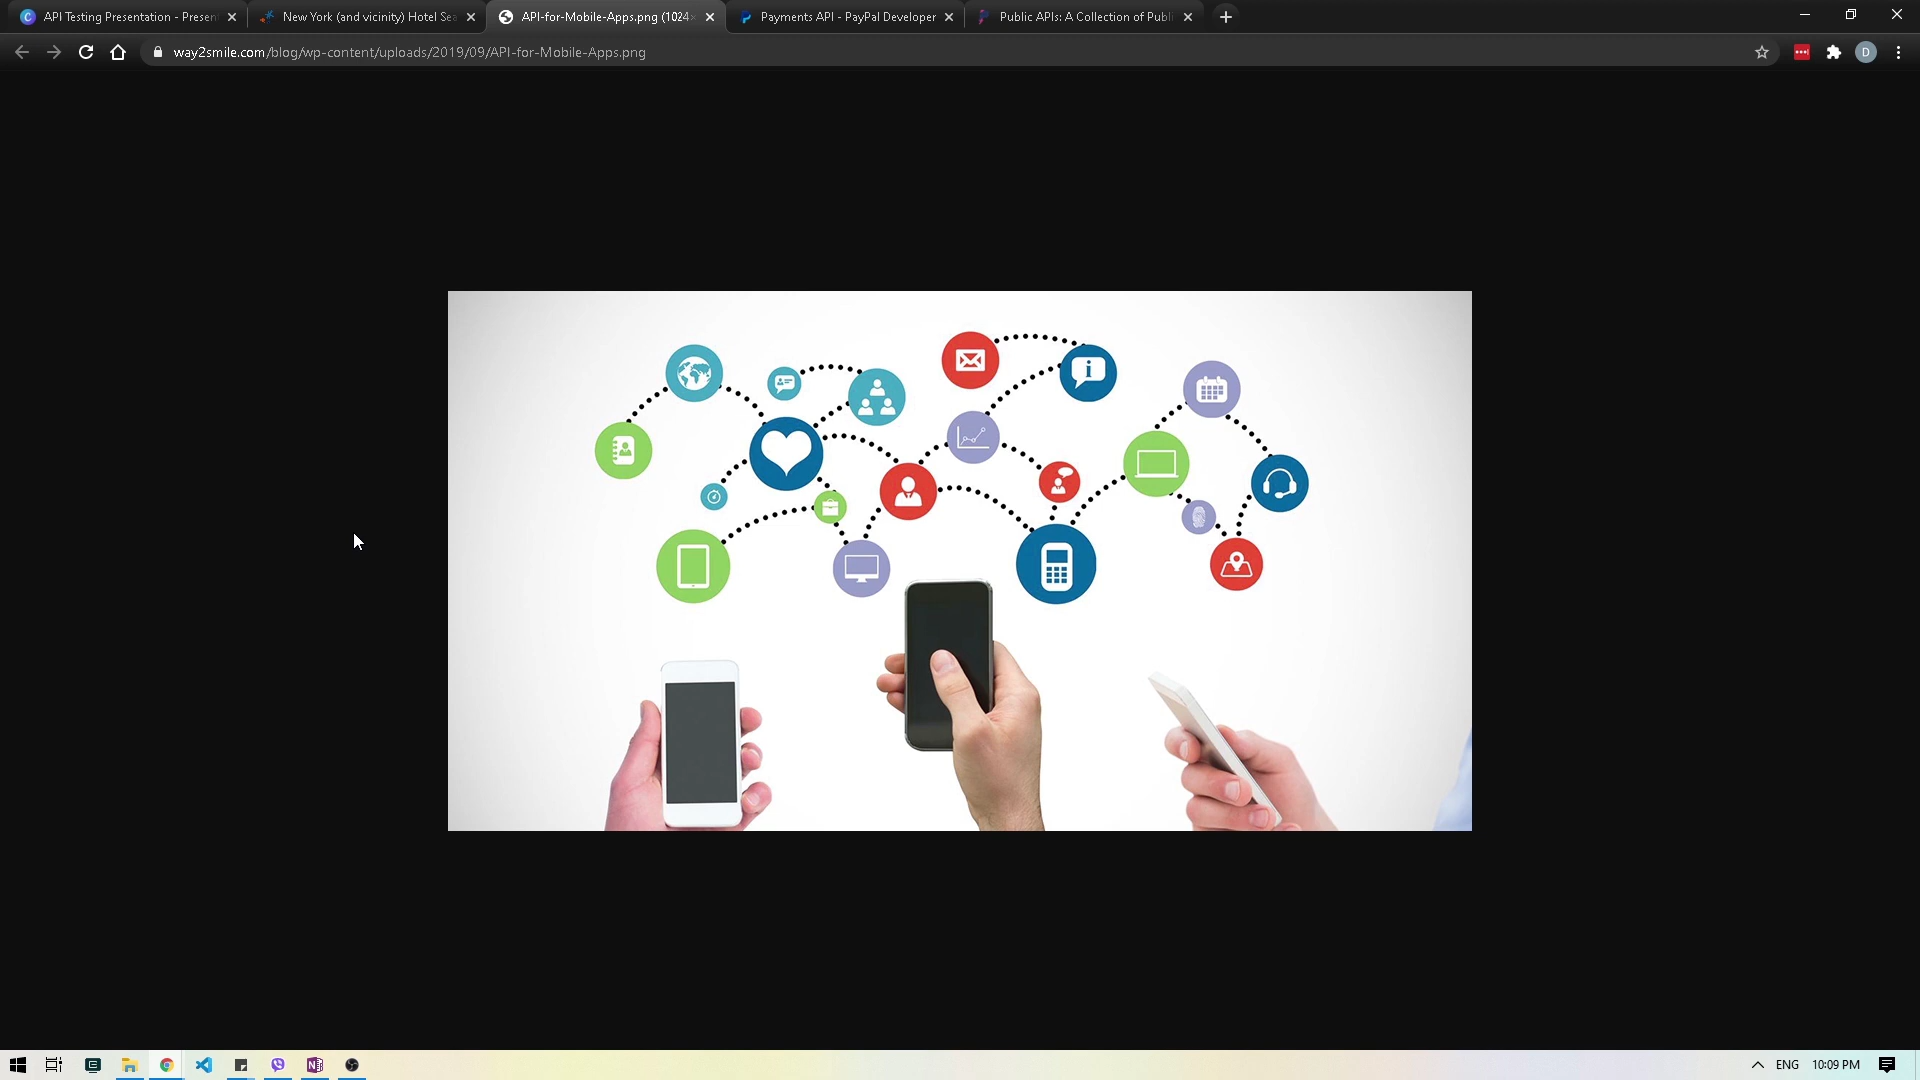 API Testing Presentation - Presen
New York (and vicinity) Hotel Sea
API-for-Mobile-Apps.png (1024×
Payments API - PayPal Developer
Public APIs: A Collection of Publi
way2smile.com/blog/wp-content/uploads/2019/09/API-for-Mobile-Apps.png
D
ENG
10:09 PM